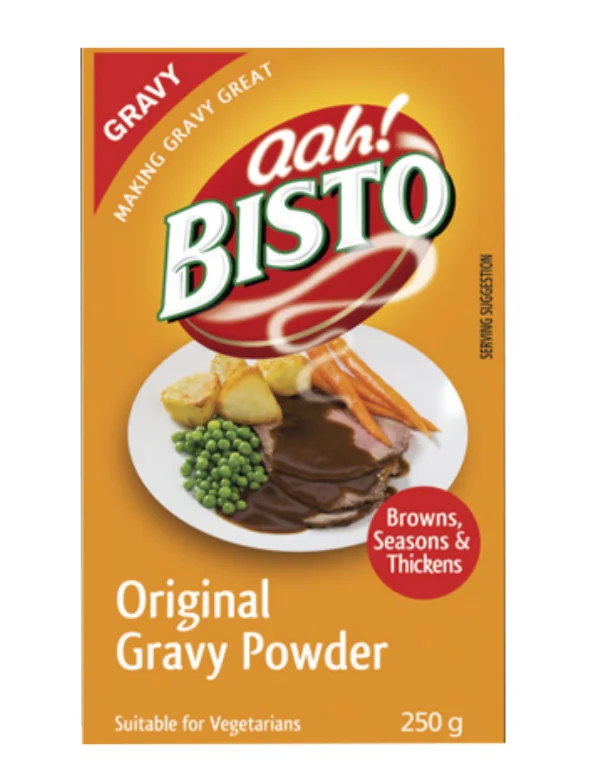 GRAVY
MAKING GRAVY GREAT
aah!
BISTO
SERVING SUGGESTION
Browns,
Seasons &
Thickens
Original
Gravy Powder
Suitable for Vegetarians
250 g